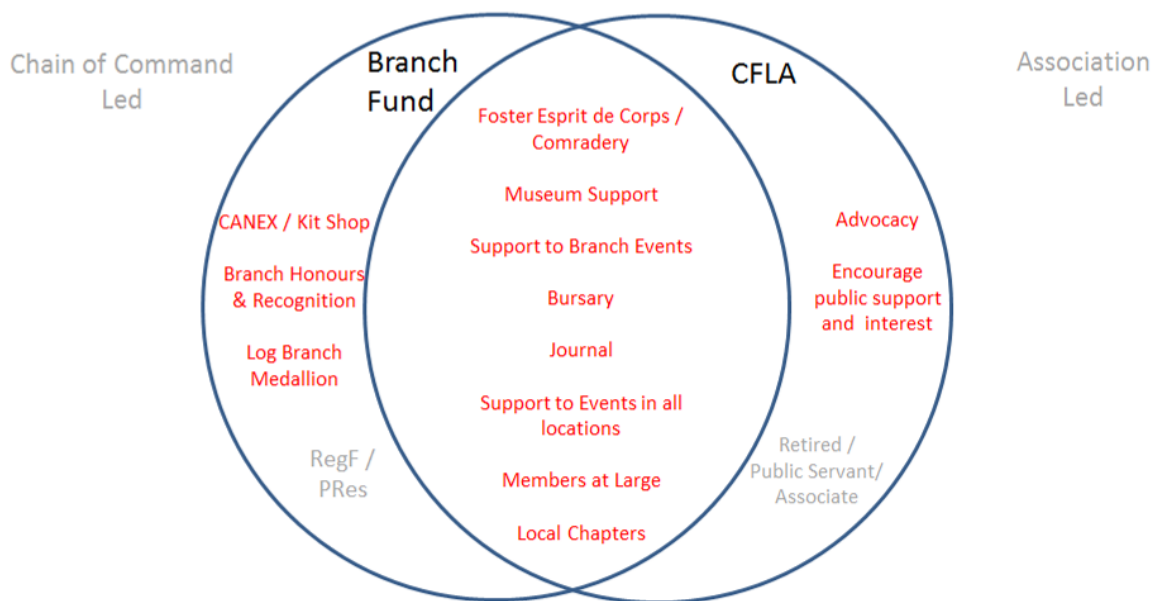 Chain of Command
Led
Branch
Fund
CFLA
Association
Led
CANEX / Kit Shop
Branch Honours
& Recognition
Log Branch
Medallion
RegF /
PRes
Foster Esprit de Corps /
Comradery
Museum Support
Support to Branch Events
Bursary
Journal
Support to Events in all
locations
Members at Large
Local Chapters
Advocacy
Encourage
public support
and interest
Retired /
Public Servant/
Associate